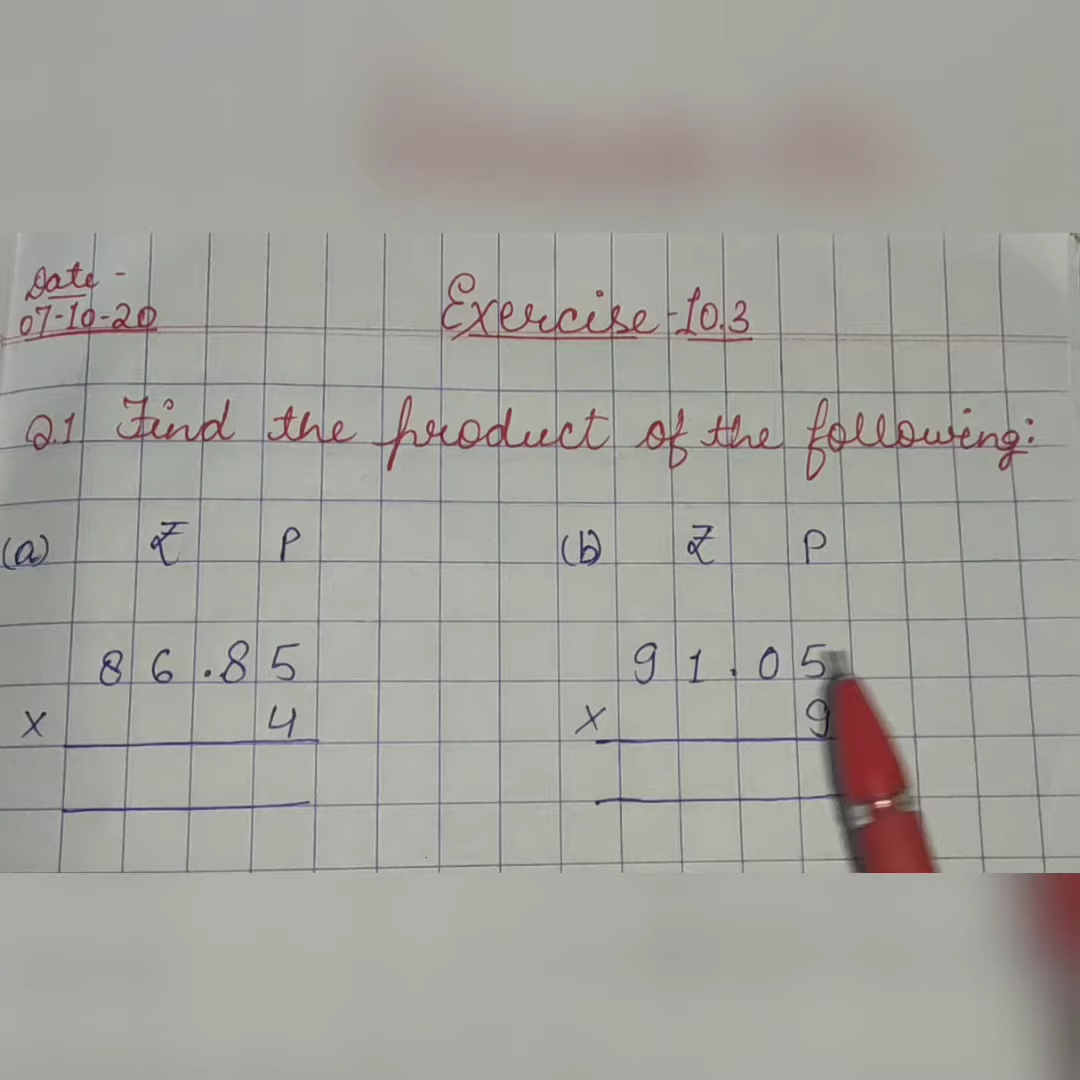 Date -
07-10-20
Exercise-10.3
Q.1 Find the product of the following:
(a) ₹ P
86.85
x 4
(b) ₹ P
91.05
x 9